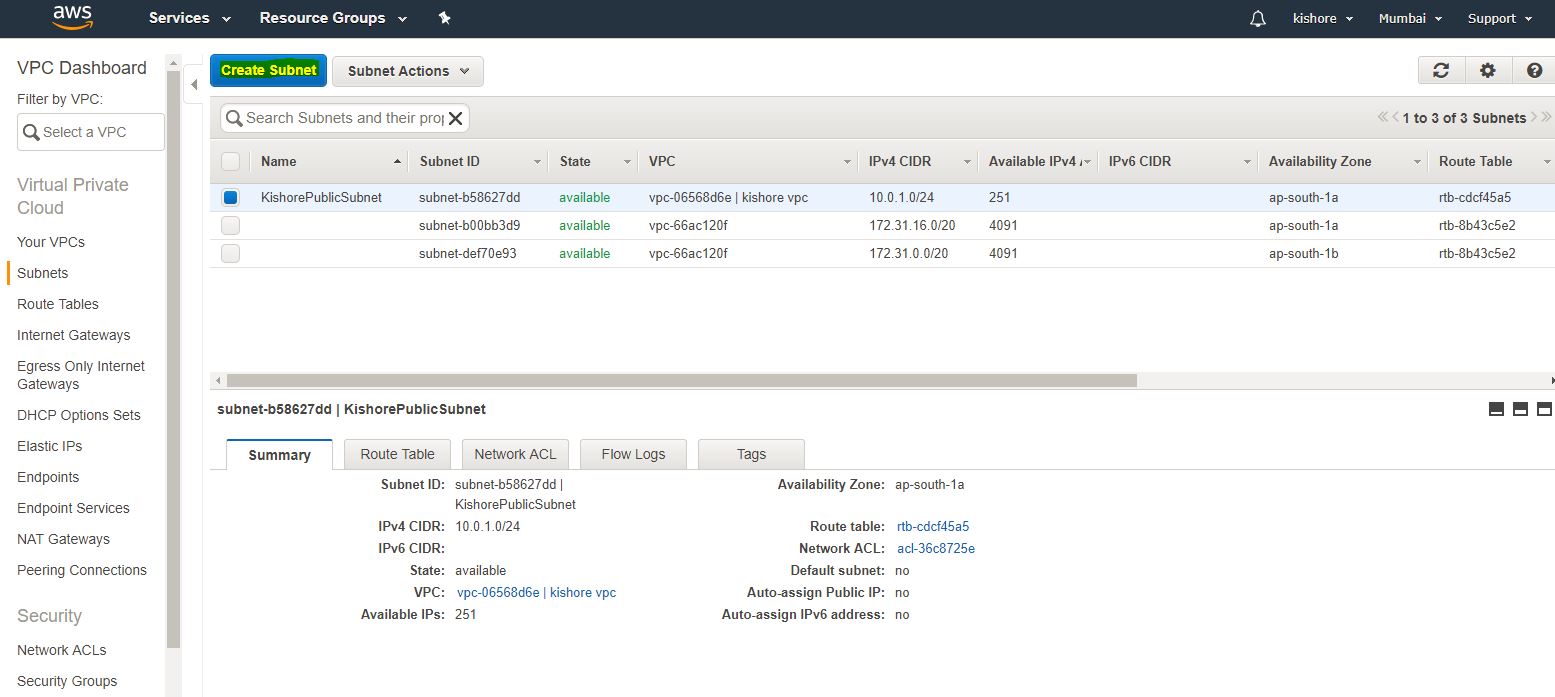 aws Services Resource Groups kishore Mumbai Support
VPC Dashboard
Filter by VPC:
Select a VPC
Virtual Private
Cloud
Your VPCs
Subnets
Route Tables
Internet Gateways
Egress Only Internet
Gateways
DHCP Options Sets
Elastic IPs
Endpoints
Endpoint Services
NAT Gateways
Peering Connections
Security
Network ACLs
Security Groups
Create Subnet Subnet Actions
Search Subnets and their prop 1 to 3 of 3 Subnets
Name Subnet ID State VPC IPv4 CIDR Available IPv4 IPv6 CIDR Availability Zone Route Table
KishorePublicSubnet subnet-b58627dd available vpc-06568d6e | kishore vpc 10.0.1.0/24 251 ap-south-1a rtb-cdcf45a5
subnet-b00bb3d9 available vpc-66ac120f 172.31.16.0/20 4091 ap-south-1a rtb-8b43c5e2
subnet-def70e93 available vpc-66ac120f 172.31.0.0/20 4091 ap-south-1b rtb-8b43c5e2
subnet-b58627dd | KishorePublicSubnet
Summary Route Table Network ACL Flow Logs Tags
Subnet ID: subnet-b58627dd | Availability Zone: ap-south-1a
KishorePublicSubnet
IPv4 CIDR: 10.0.1.0/24 Route table: rtb-cdcf45a5
IPv6 CIDR: Network ACL: acl-36c8725e
State: available Default subnet: no
VPC: vpc-06568d6e | kishore vpc Auto-assign Public IP: no
Available IPs: 251 Auto-assign IPv6 address: no